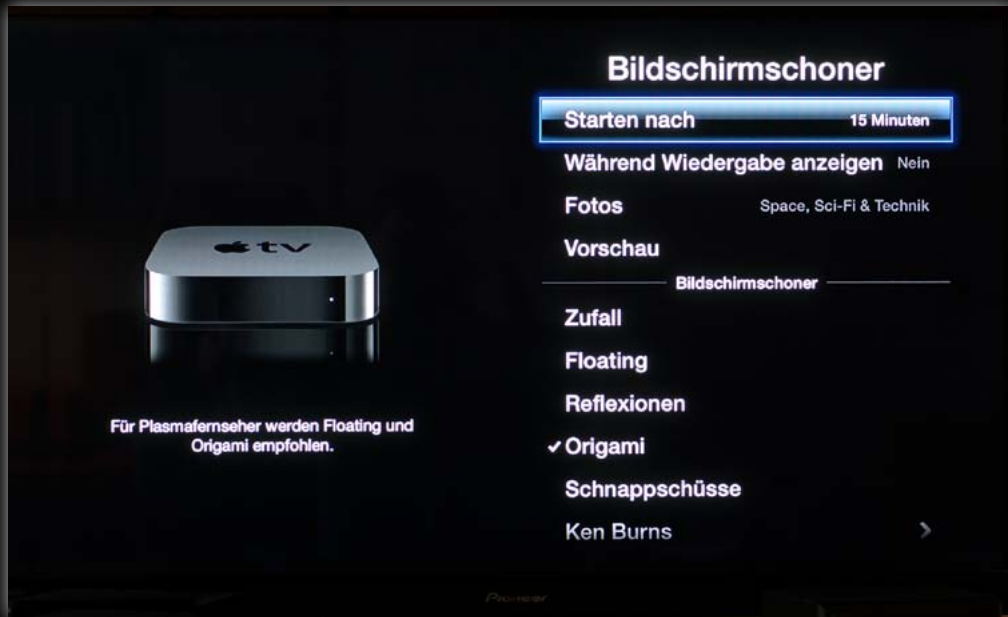 Bildschirmschoner
Starten nach 15 Minuten
Während Wiedergabe anzeigen Nein
Fotos Space, Sci-Fi & Technik
Vorschau
Bildschirmschoner
Zufall
Floating
Reflexionen
Origami
Schnappschüsse
Ken Burns
tv
Für Plasmafernseher werden Floating und
Origami empfohlen.
Pioneer